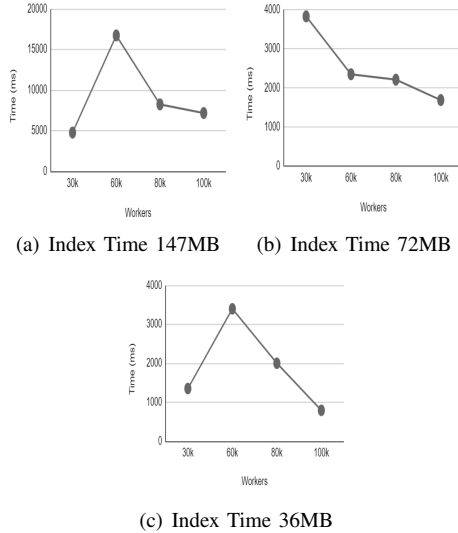 20000
15000
10000
5000
0
Time (ms)
30k 60k 80k 100k
Workers
(a) Index Time 147MB
4000
3000
2000
1000
0
Time (ms)
30k 60k 80k 100k
Workers
(b) Index Time 72MB
4000
3000
2000
1000
0
Time (ms)
30k 60k 80k 100k
Workers
(c) Index Time 36MB